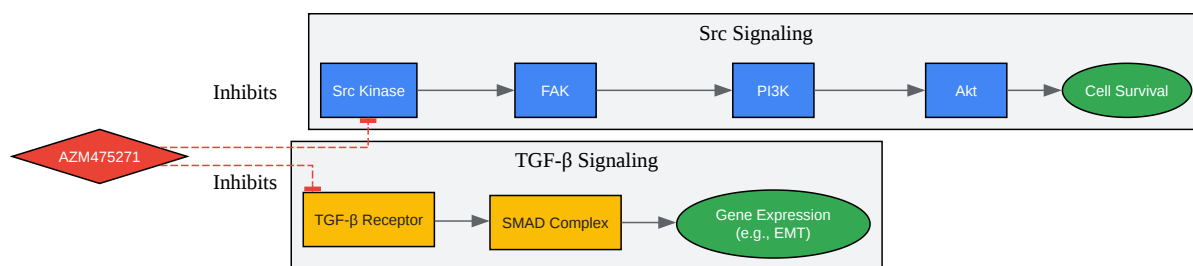 Src Signaling
Inhibits
Src Kinase
FAK
PI3K
Akt
Cell Survival
AZM475271
Inhibits
TGF-β Signaling
TGF-β Receptor
SMAD Complex
Gene Expression
(e.g., EMT)